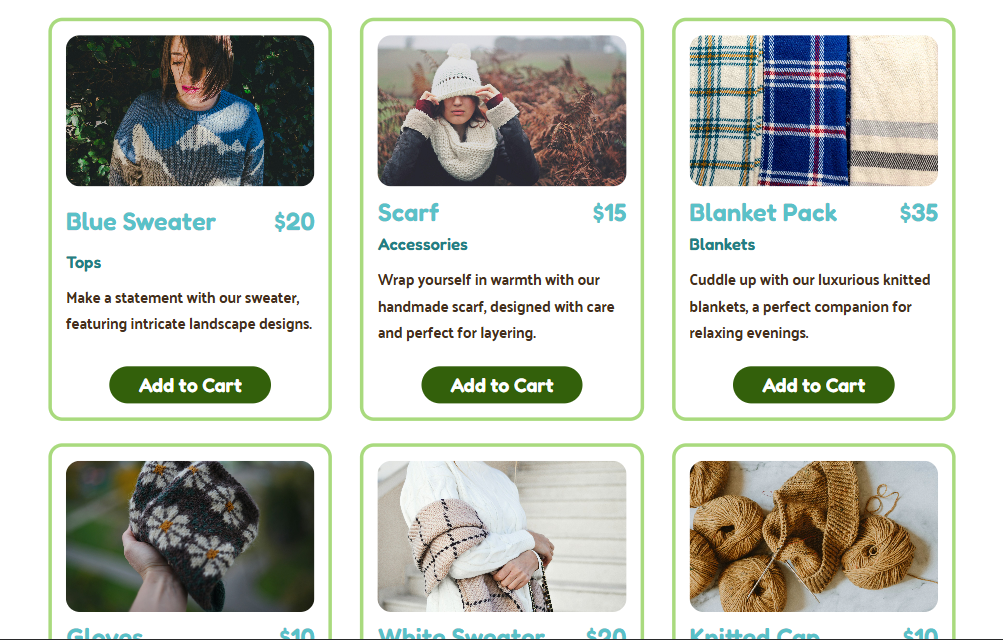 Blue Sweater $20
Tops
Make a statement with our sweater,
featuring intricate landscape designs.
Add to Cart
Scarf $15
Accessories
Wrap yourself in warmth with our
handmade scarf, designed with care
and perfect for layering.
Add to Cart
Blanket Pack $35
Blankets
Cuddle up with our luxurious knitted
blankets, a perfect companion for
relaxing evenings.
Add to Cart
Gloves $10
White Sweater $20
Knitted Cap $10